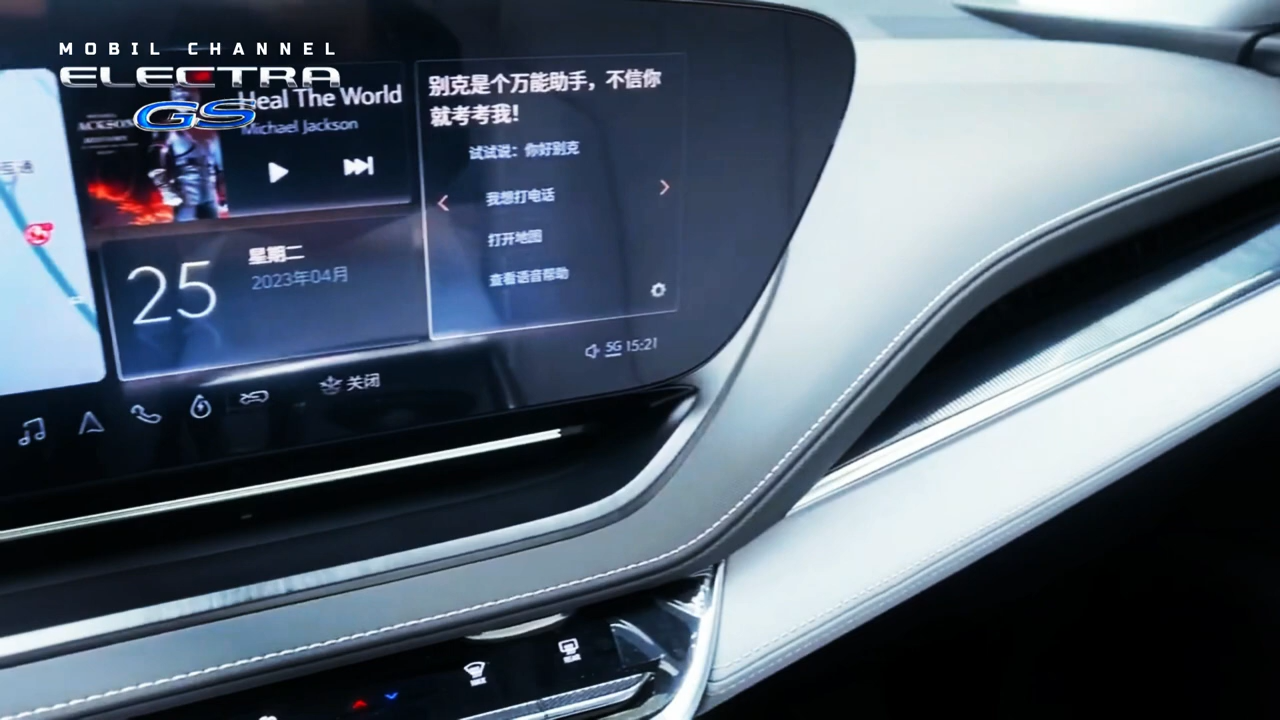 MOBIL CHANNEL
ELECTRA
GS
Heal The World
Michael Jackson
别克是个万能助手，不信你
就考考我！
试试说：你好别克
我想打电话
打开地图
查看语音帮助
星期二
25
2023年04月
5G 15:21
关闭